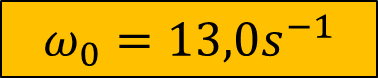 ω₀ = 13,0s⁻¹